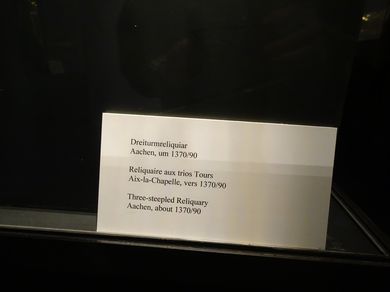 Dreiturmreliquiar
Aachen, um 1370/90
Reliquaire aux trios Tours
Aix-la-Chapelle, vers 1370/90
Three-steepled Reliquary
Aachen, about 1370/90